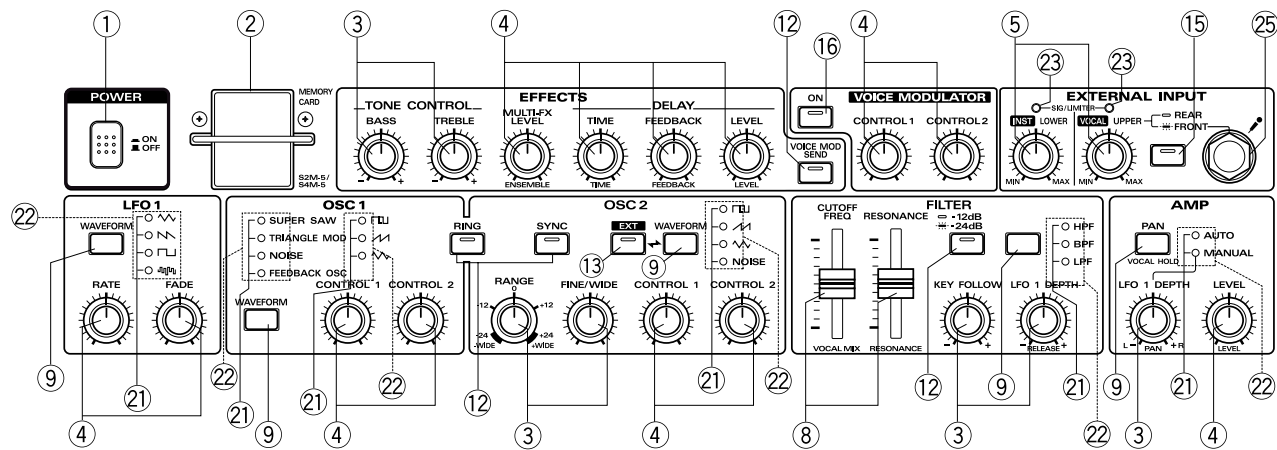 1 2 3 4 12 16 4 5 15 25
23 23
POWER
ON
OFF
MEMORY
CARD
S2M-5/
S4M-5
EFFECTS
TONE CONTROL
BASS TREBLE
- + - +
MULTI-FX
LEVEL
ENSEMBLE
DELAY
TIME FEEDBACK LEVEL
TIME FEEDBACK LEVEL
ON
VOICE MOD
SEND
VOICE MODULATOR
CONTROL 1 CONTROL 2
EXTERNAL INPUT
SIG/LIMITER
INST LOWER VOCAL UPPER
REAR
FRONT
MIN MAX MIN MAX
22
LFO 1
WAVEFORM
RATE FADE
9 21
4
OSC 1
SUPER SAW
TRIANGLE MOD
NOISE
FEEDBACK OSC
WAVEFORM
CONTROL 1 CONTROL 2
22 21 22
21 9 4
OSC 2
RING SYNC EXT WAVEFORM
NOISE
13 9
RANGE
0
-12 +12
-24 +24
-WIDE +WIDE
FINE/WIDE CONTROL 1 CONTROL 2
12 21 22
3 4
FILTER
CUTOFF
FREQ
RESONANCE
-12dB
-24dB
HPF
BPF
LPF
KEY FOLLOW LFO 1 DEPTH
- + - +
RELEASE
VOCAL MIX RESONANCE
12 9 21
8 3 22
AMP
PAN
VOCAL HOLD
AUTO
MANUAL
LFO 1 DEPTH LEVEL
L - + R
PAN LEVEL
9 21 22
3 4